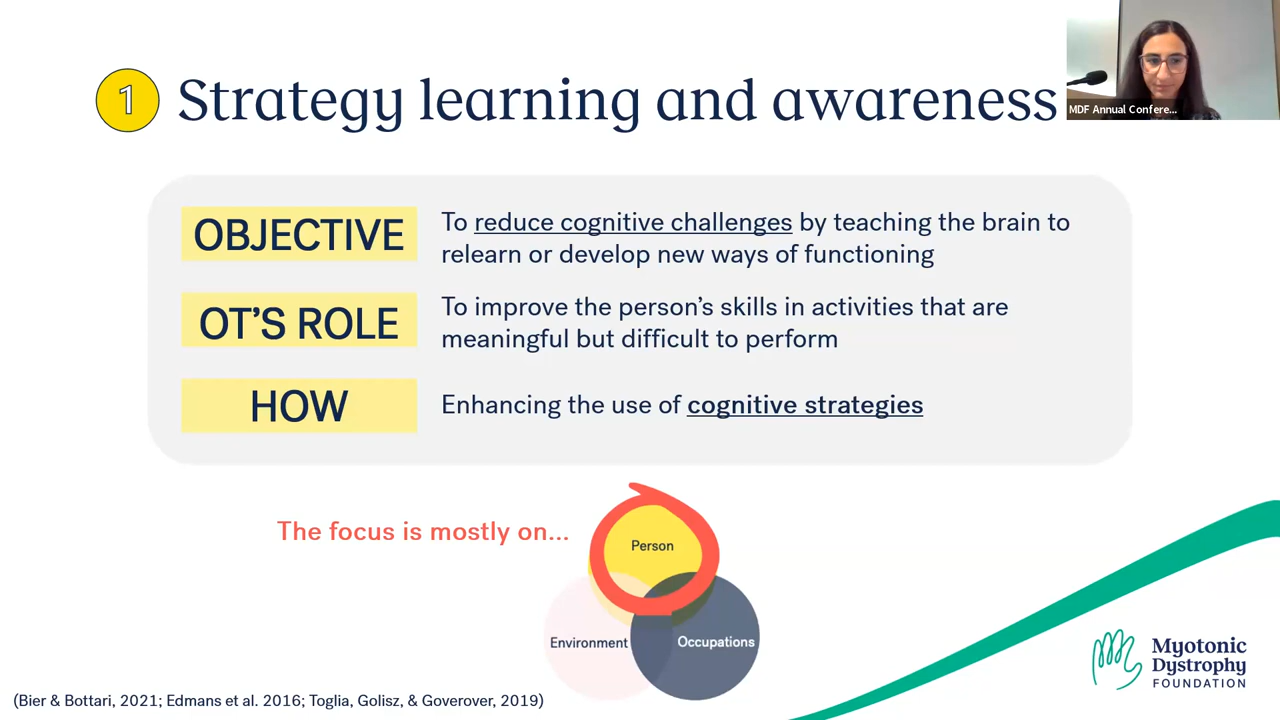 1 Strategy learning and awareness
MDF Annual Confere...
OBJECTIVE
To reduce cognitive challenges by teaching the brain to
relearn or develop new ways of functioning
OT'S ROLE
To improve the person's skills in activities that are
meaningful but difficult to perform
HOW
Enhancing the use of cognitive strategies
The focus is mostly on...
Person
Environment
Occupations
Myotonic
Dystrophy
FOUNDATION
(Bier & Bottari, 2021; Edmans et al. 2016; Toglia, Golisz, & Goverover, 2019)